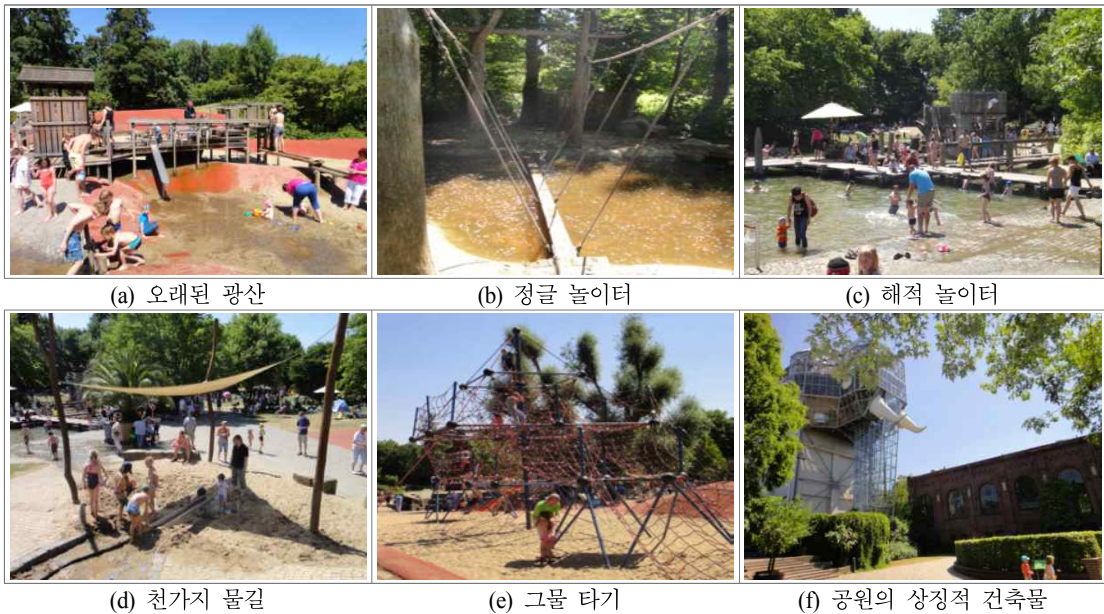 (a) 오래된 광산
(b) 정글 놀이터
(c) 해적 놀이터
(d) 천가지 물길
(e) 그물 타기
(f) 공원의 상징적 건축물